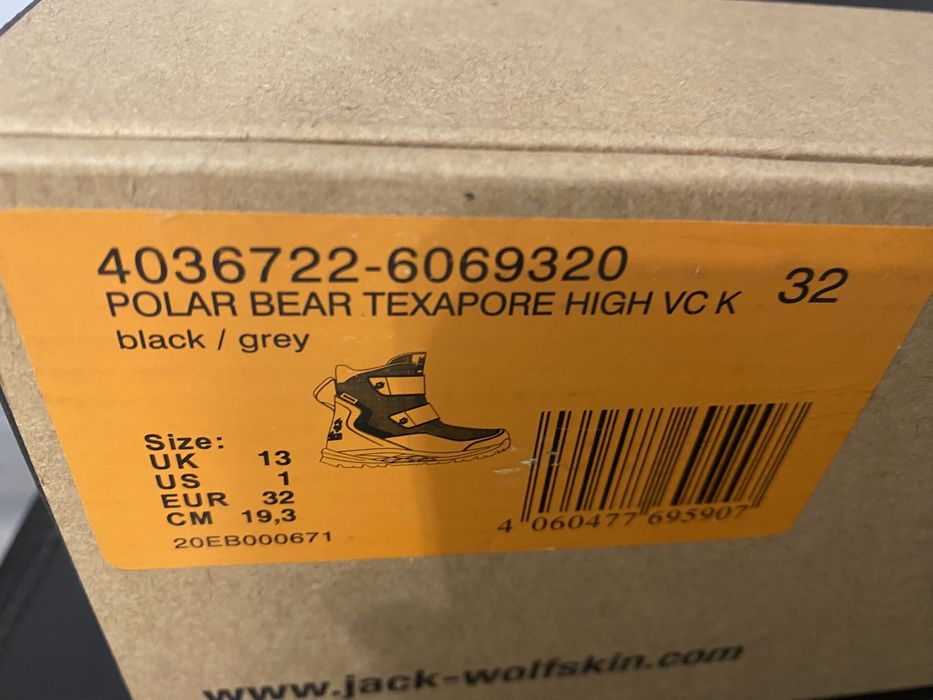 4036722-6069320
32
POLAR BEAR TEXAPORE HIGH VC K
black / grey
Size:
UK 13
US 1
EUR 32
CM 19,3
20EB000671
4 060477 695907
www.jack-wolfskin.com